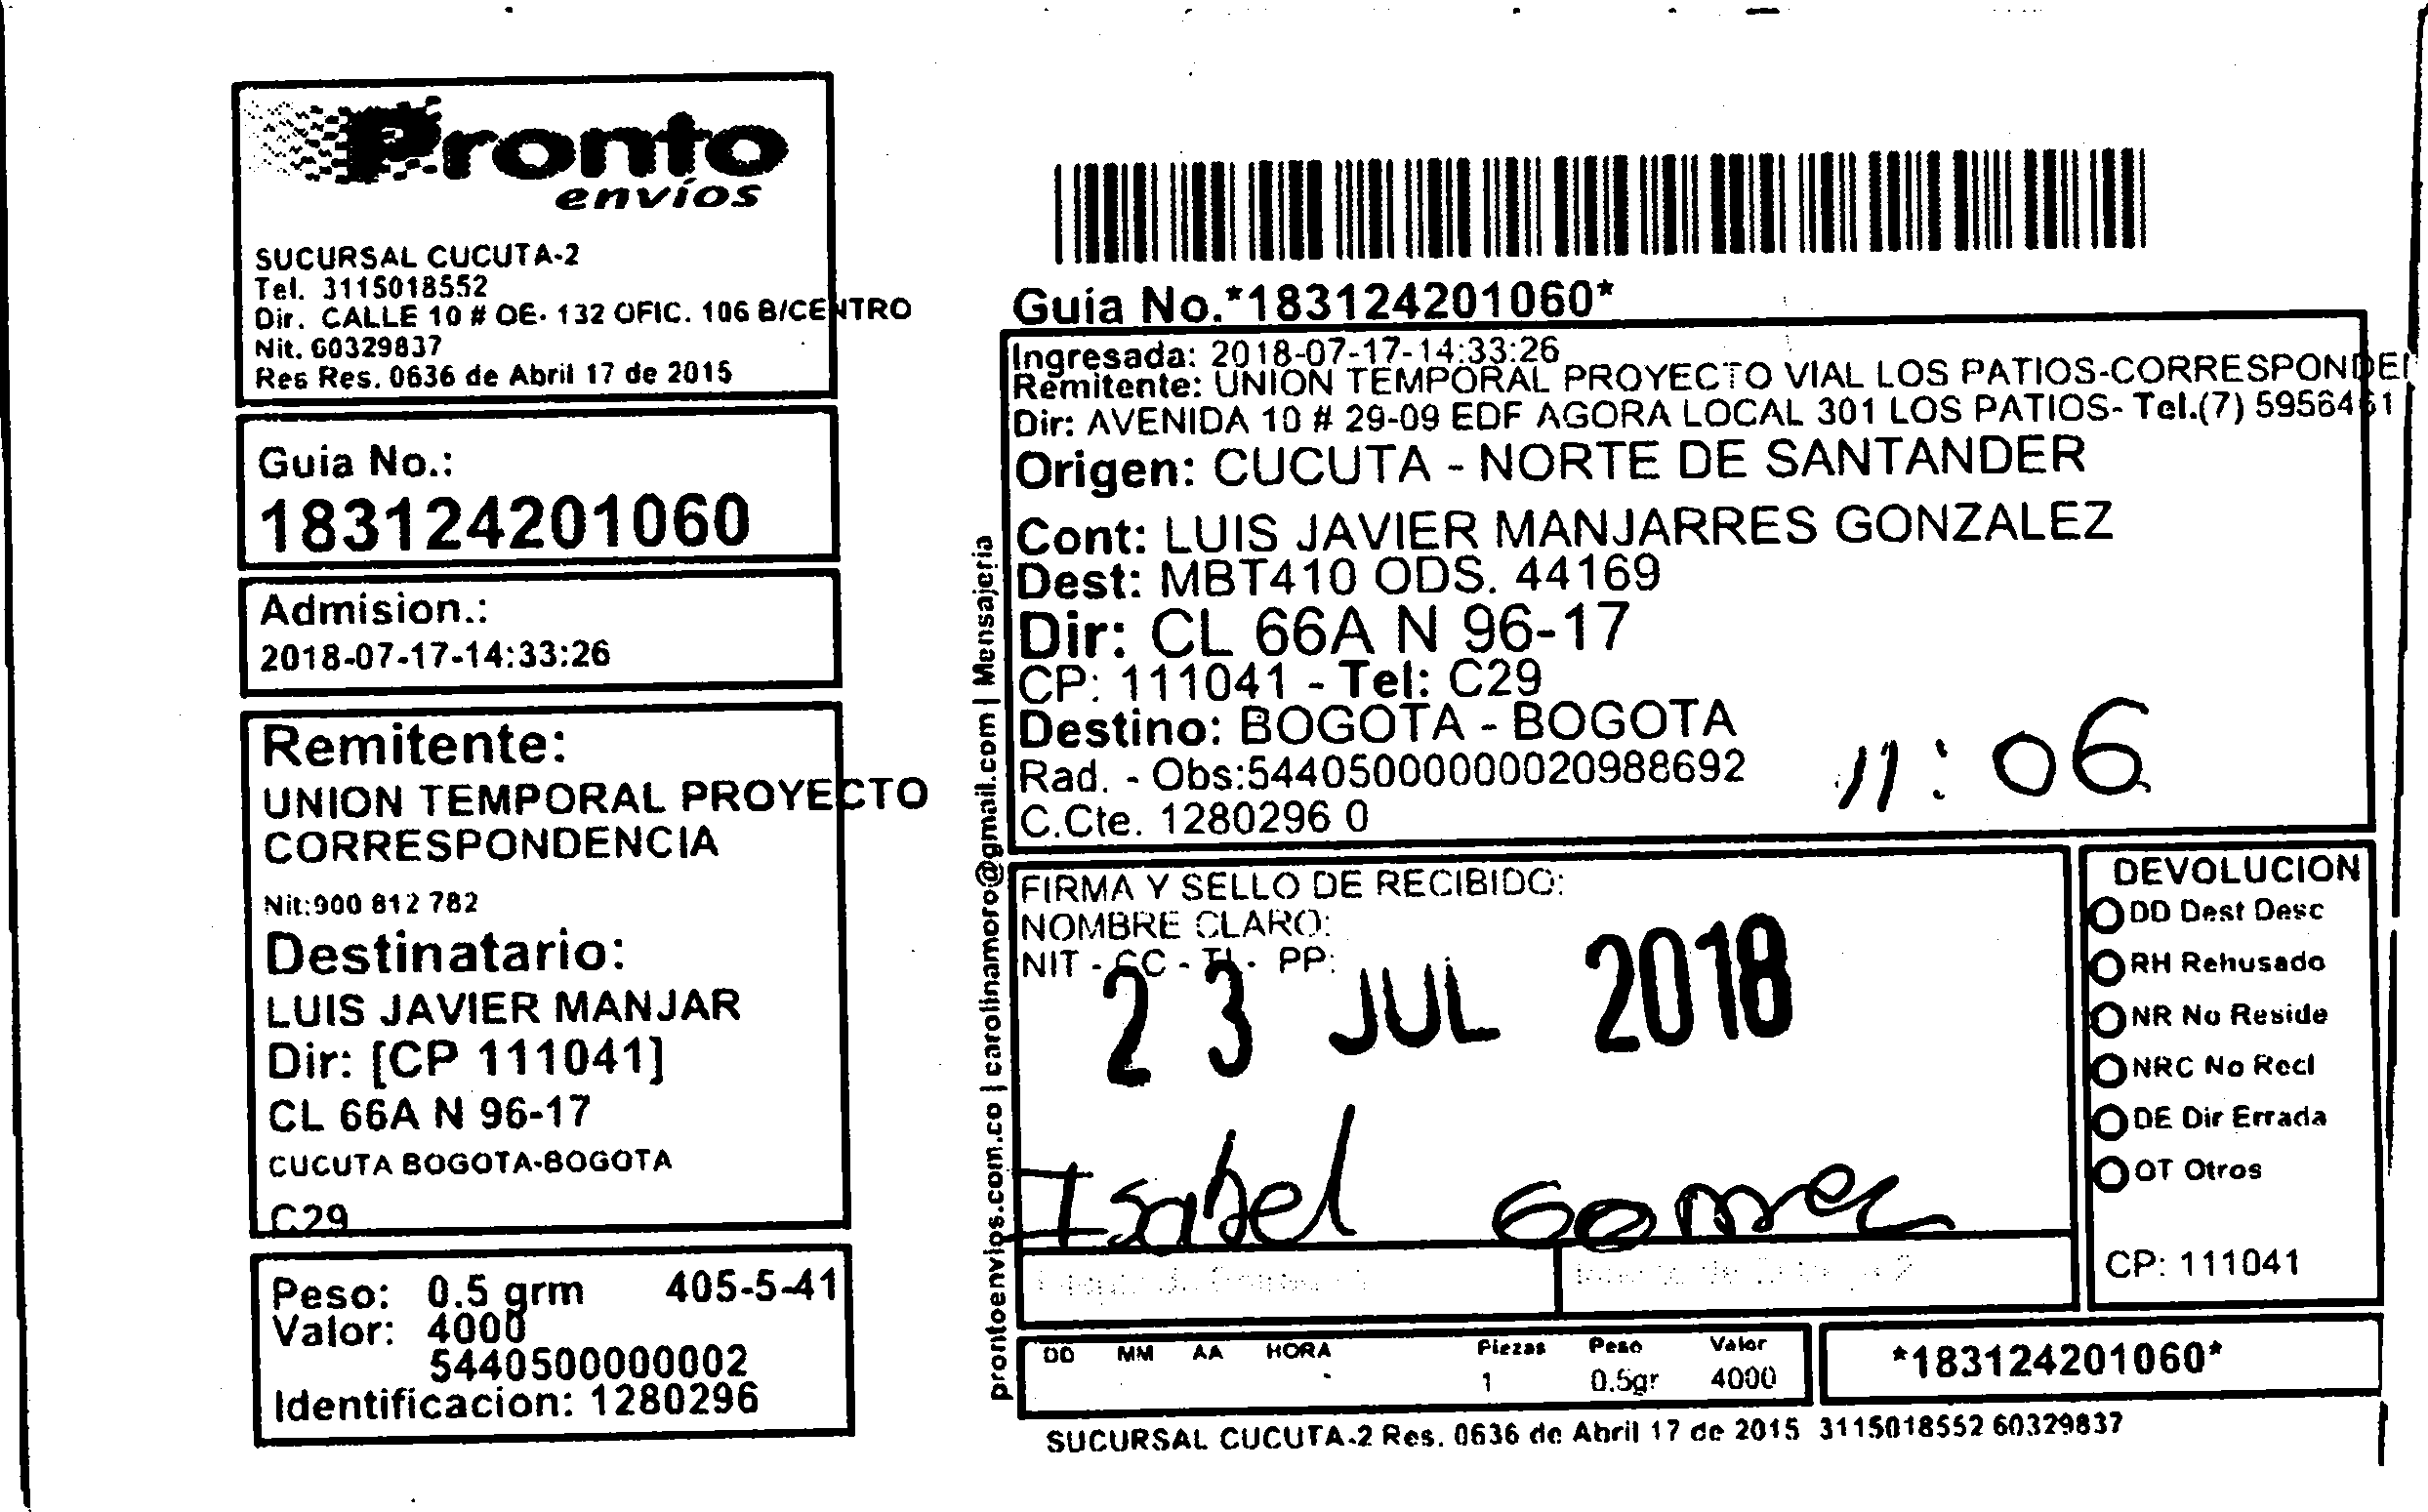 Pronto
envíos
SUCURSAL CUCUTA-2
Tel. 3115018552
Dir. CALLE 10 # OE- 132 OFIC. 106 B/CENTRO
Nit. 60329837
Res Res. 0636 de Abril 17 de 2015
Guia No.:
183124201060
Admision.:
2018-07-17-14:33:26
Remitente:
UNION TEMPORAL PROYECTO
CORRESPONDENCIA
Nit:900 812 782
Destinatario:
LUIS JAVIER MANJAR
Dir: [CP 111041]
CL 66A N 96-17
CUCUTA BOGOTA-BOGOTA
C29
Peso: 0.5 grm 405-5-41
Valor: 4000
5440500000002
Identificacion: 1280296
prontoenvios.com.co | carolinamoro@gmail.com | Mensajeria
Guia No.*183124201060*
Ingresada: 2018-07-17-14:33:26
Remitente: UNION TEMPORAL PROYECTO VIAL LOS PATIOS-CORRESPONDEN
Dir: AVENIDA 10 # 29-09 EDF AGORA LOCAL 301 LOS PATIOS- Tel.(7) 5956461
Origen: CUCUTA - NORTE DE SANTANDER
Cont: LUIS JAVIER MANJARRES GONZALEZ
Dest: MBT410 ODS. 44169
Dir: CL 66A N 96-17
CP: 111041 - Tel: C29
Destino: BOGOTA - BOGOTA
Rad. - Obs:544050000000020988692
C.Cte. 1280296 0
11:06
FIRMA Y SELLO DE RECIBIDO:
NOMBRE CLARO:
NIT - CC - TI - PP:
23 JUL 2018
Isabel Gomez
DEVOLUCION
DD Dest Desc
RH Rehusado
NR No Reside
NRC No Recl
DE Dir Errada
OT Otros
CP: 111041
DD MM AA HORA Piezas Peso Valor
1 0.5gr 4000
*183124201060*
SUCURSAL CUCUTA-2 Res. 0636 de Abril 17 de 2015 3115018552 60329837